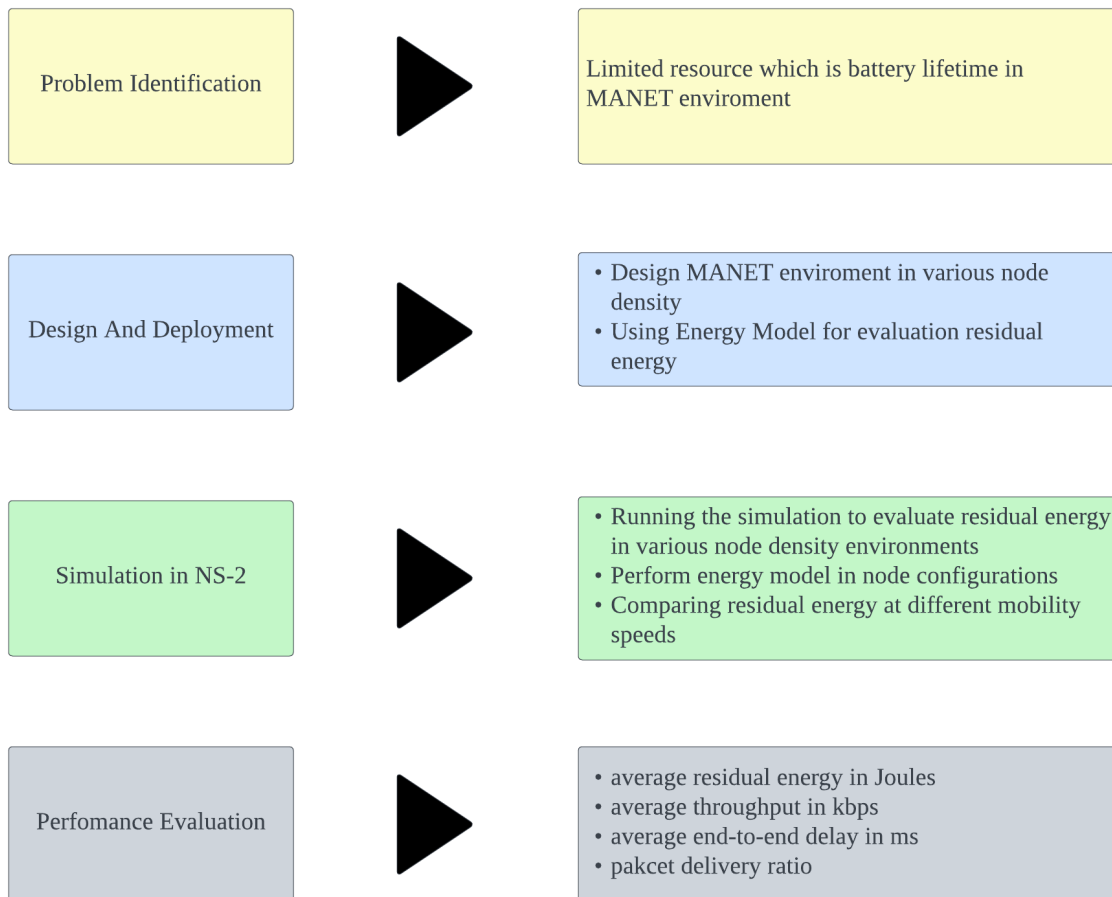 Problem Identification
Limited resource which is battery lifetime in
MANET enviroment
Design And Deployment
• Design MANET enviroment in various node
density
• Using Energy Model for evaluation residual
energy
Simulation in NS-2
• Running the simulation to evaluate residual energy
in various node density environments
• Perform energy model in node configurations
• Comparing residual energy at different mobility
speeds
Perfomance Evaluation
• average residual energy in Joules
• average throughput in kbps
• average end-to-end delay in ms
• pakcet delivery ratio